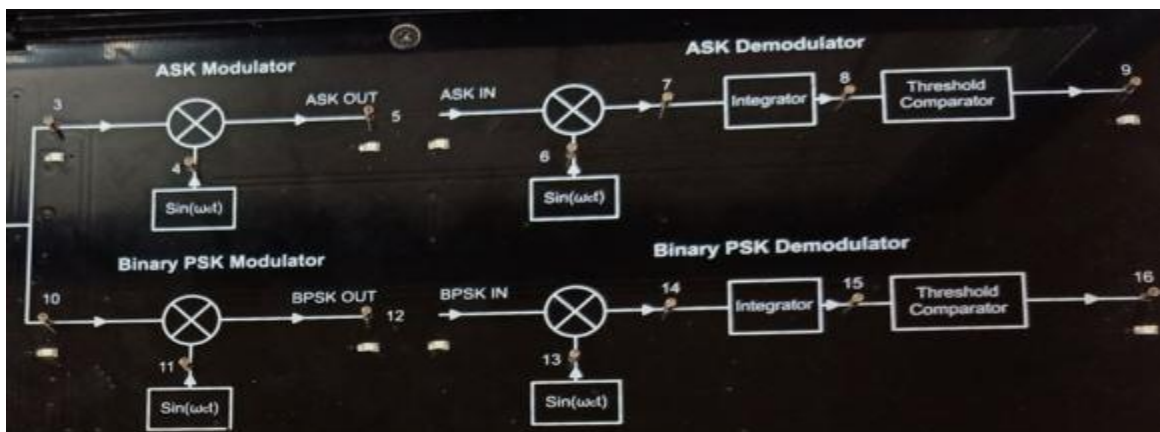 ASK Modulator
ASK Demodulator
3
ASK OUT
5
ASK IN
7
Integrator
8
Threshold
Comparator
9
4
Sin(ωct)
6
Sin(ωct)
Binary PSK Modulator
Binary PSK Demodulator
10
BPSK OUT
12
BPSK IN
14
Integrator
15
Threshold
Comparator
16
11
Sin(ωct)
13
Sin(ωct)